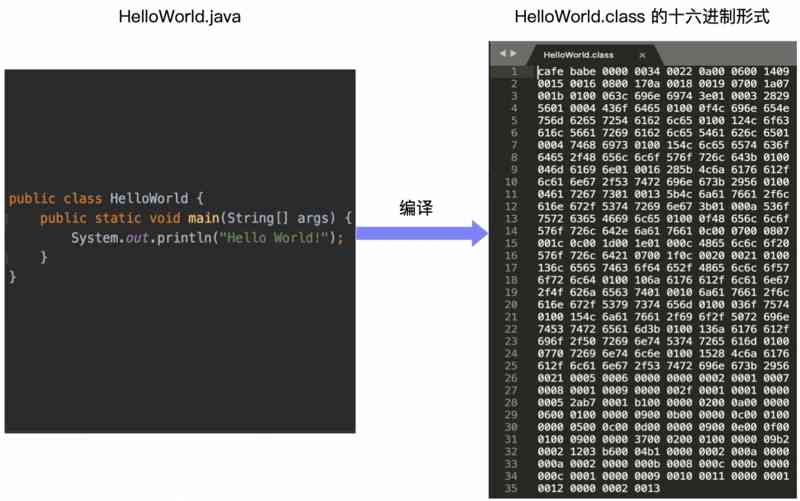 HelloWorld.java
HelloWorld.class 的十六进制形式
public class HelloWorld {
public static void main(String[] args) {
System.out.println("Hello World!");
}
}
编译
HelloWorld.class ×
1 cafe babe 0000 0034 0022 0a00 0600 1409
2 0015 0016 0800 170a 0018 0019 0700 1a07
3 001b 0100 063c 696e 6974 3e01 0003 2829
4 5601 0004 436f 6465 0100 0f4c 696e 654e
5 756d 6265 7254 6162 6c65 0100 124c 6f63
6 616c 5661 7269 6162 6c65 5461 626c 6501
7 0004 7468 6973 0100 154c 6c65 6574 636f
8 6465 2f48 656c 6c6f 576f 726c 643b 0100
9 046d 6169 6e01 0016 285b 4c6a 6176 612f
10 6c61 6e67 2f53 7472 696e 673b 2956 0100
11 0461 7267 7301 0013 5b4c 6a61 7661 2f6c
12 616e 672f 5374 7269 6e67 3b01 000a 536f
13 7572 6365 4669 6c65 0100 0f48 656c 6c6f
14 576f 726c 642e 6a61 7661 0c00 0700 0807
15 001c 0c00 1d00 1e01 000c 4865 6c6c 6f20
16 576f 726c 6421 0700 1f0c 0020 0021 0100
17 136c 6565 7463 6f64 652f 4865 6c6c 6f57
18 6f72 6c64 0100 106a 6176 612f 6c61 6e67
19 2f4f 626a 6563 7401 0010 6a61 7661 2f6c
20 616e 672f 5379 7374 656d 0100 036f 7574
21 0100 154c 6a61 7661 2f69 6f2f 5072 696e
22 7453 7472 6561 6d3b 0100 136a 6176 612f
23 696f 2f50 7269 6e74 5374 7265 616d 0100
24 0770 7269 6e74 6c6e 0100 1528 4c6a 6176
25 612f 6c61 6e67 2f53 7472 696e 673b 2956
26 0021 0005 0006 0000 0000 0002 0001 0007
27 0008 0001 0009 0000 002f 0001 0001 0000
28 0005 2ab7 0001 b100 0000 0200 0a00 0000
29 0600 0100 0000 0900 0b00 0000 0c00 0100
30 0000 0500 0c00 0d00 0000 0900 0e00 0f00
31 0100 0900 0000 3700 0200 0100 0000 09b2
32 0002 1203 b600 04b1 0000 0002 000a 0000
33 000a 0002 0000 000b 0008 000c 000b 0000
34 000c 0001 0000 0009 0010 0011 0000 0001
35 0012 0000 0002 0013